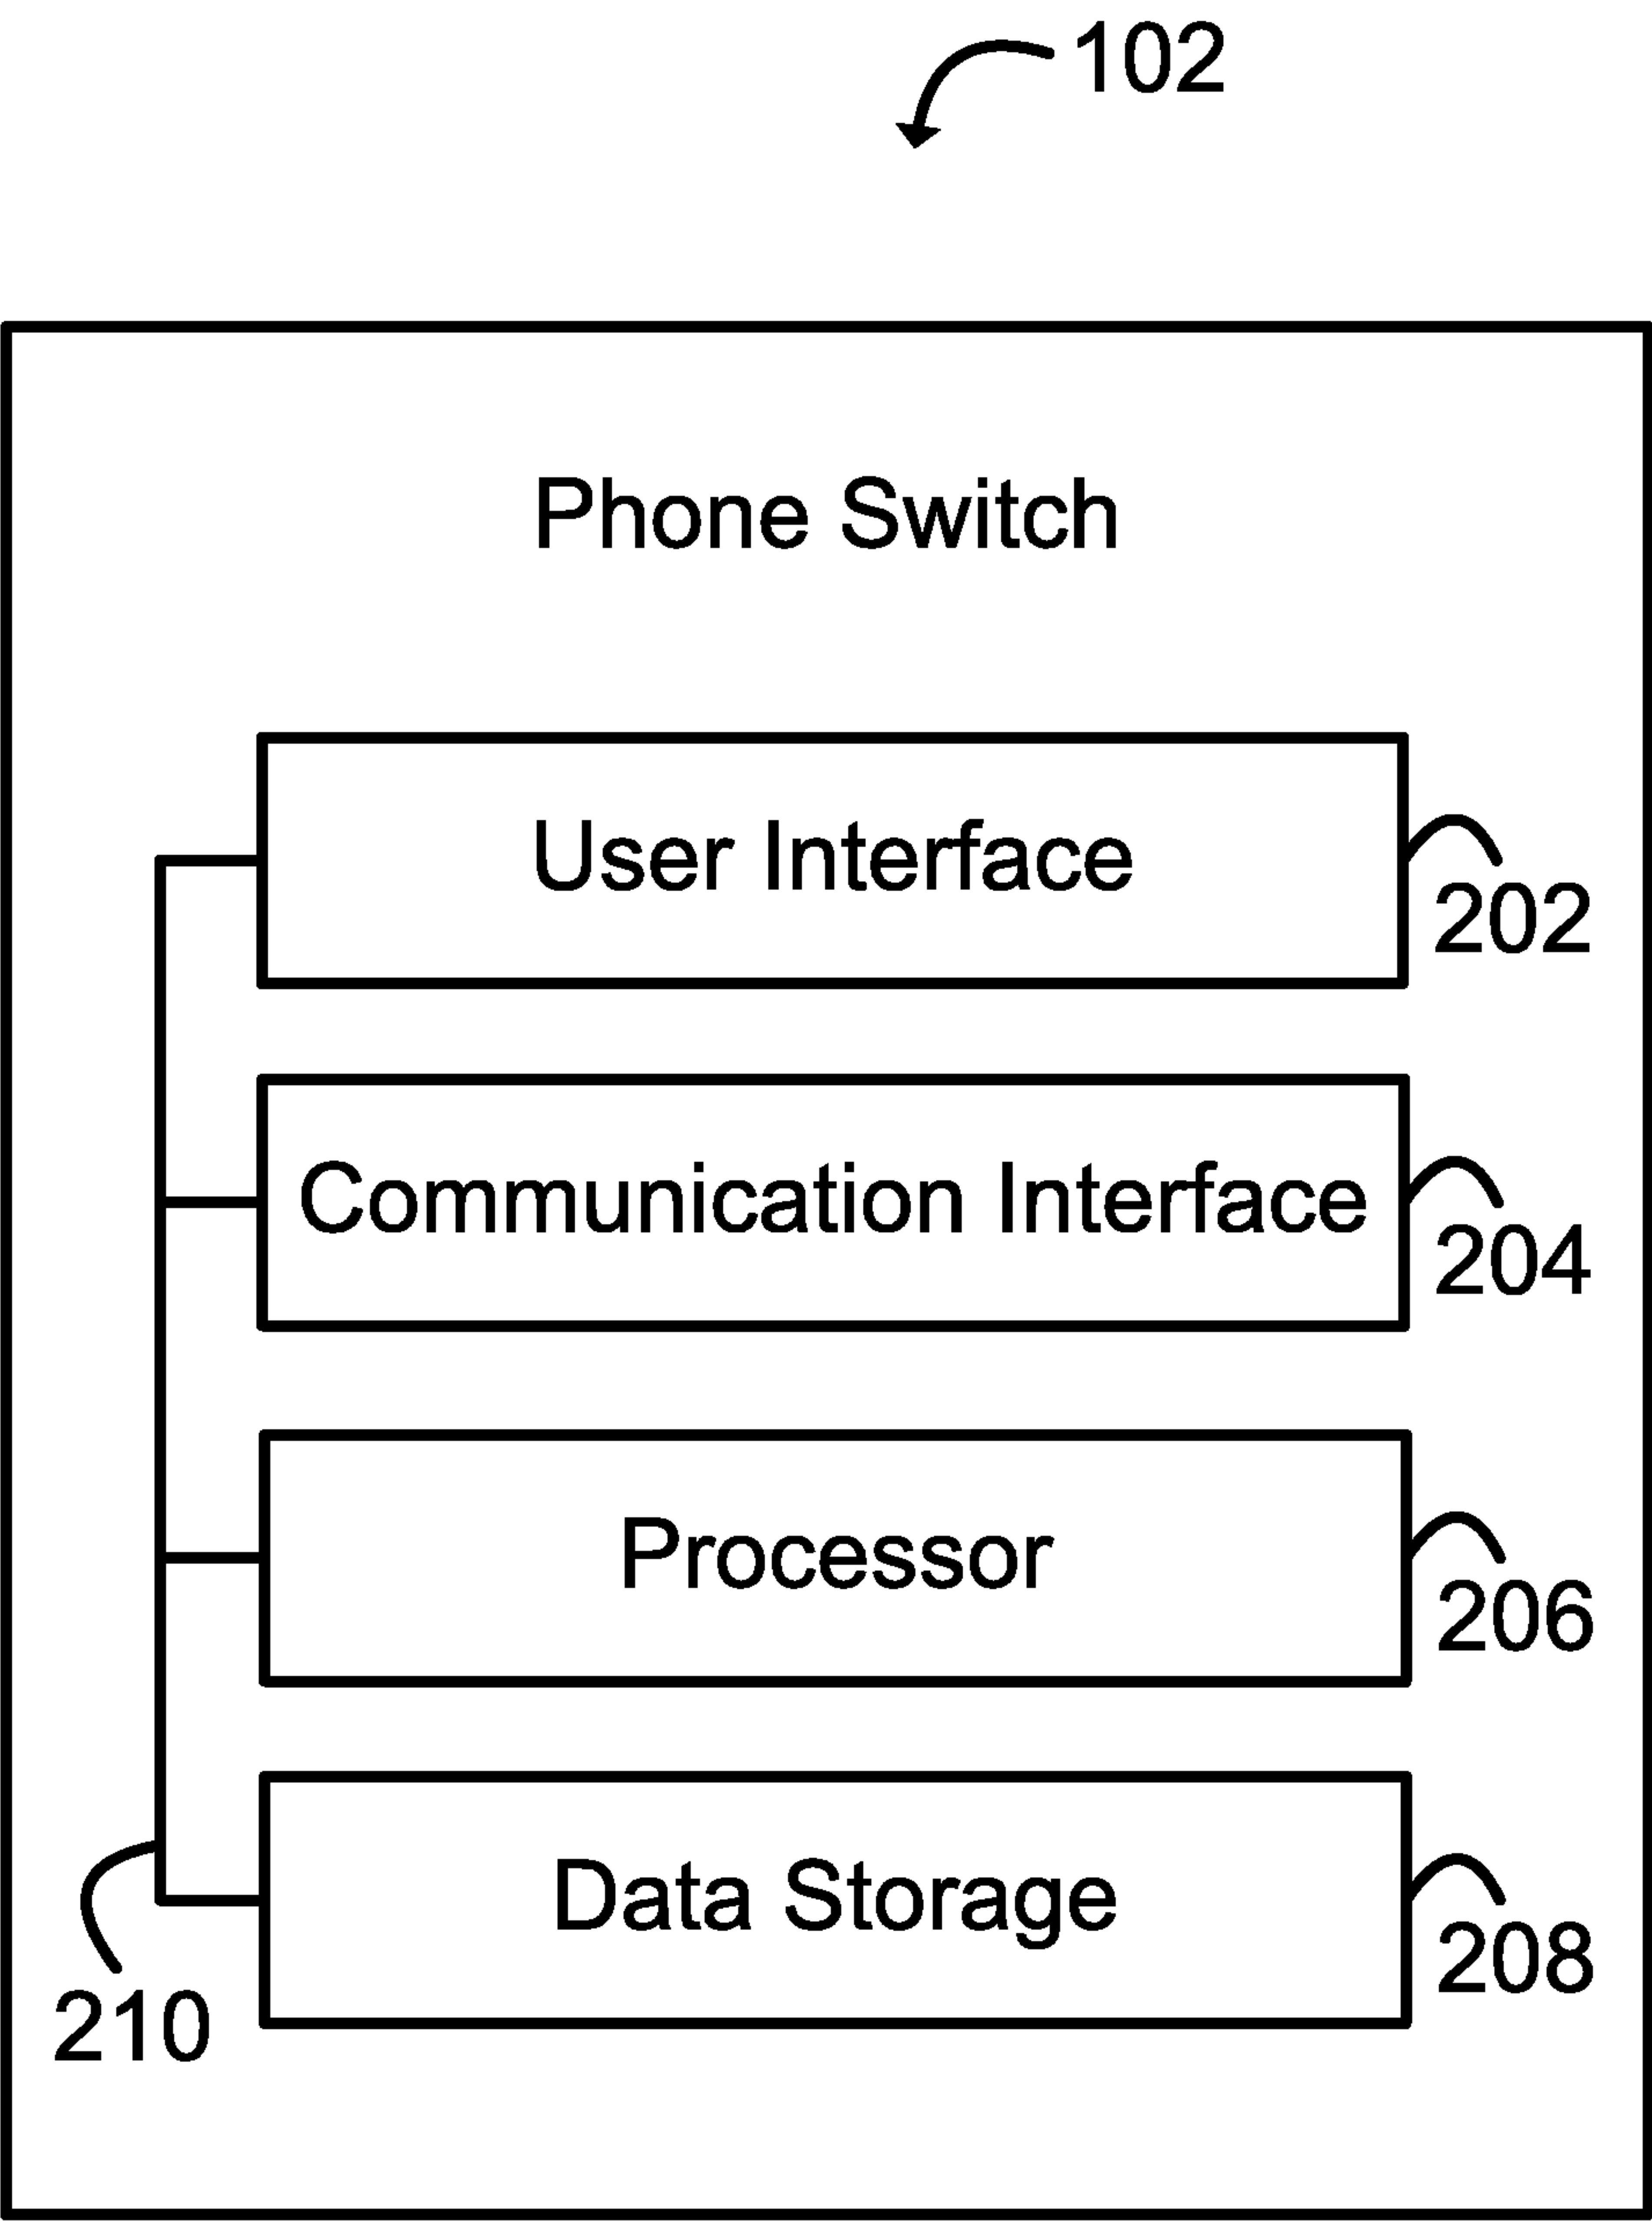 102
Phone Switch
User Interface
202
Communication Interface
204
Processor
206
Data Storage
208
210